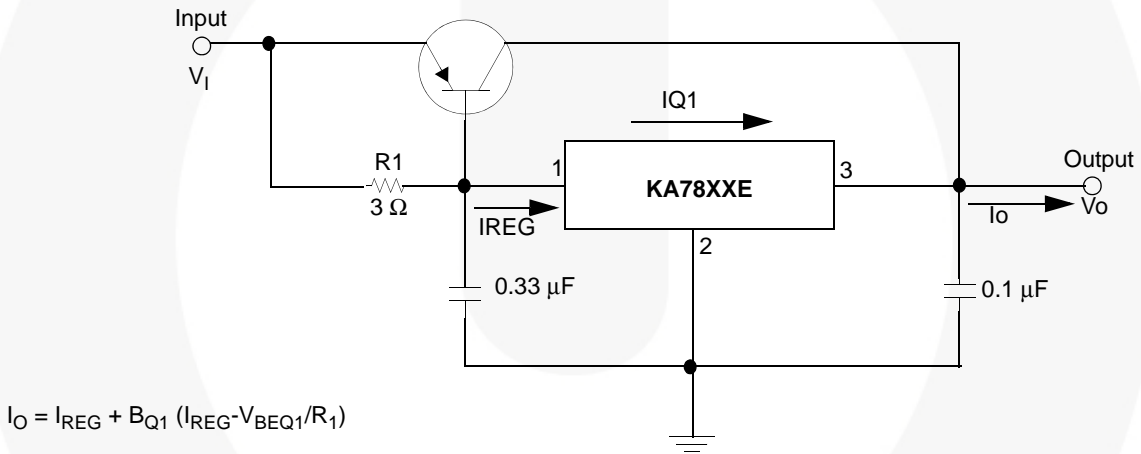 Input
V_I
IQ1
R1
3 Ω
1
KA78XXE
3
Output
IREG
Io
Vo
2
0.33 μF
0.1 μF
I_O = I_REG + B_Q1 (I_REG-V_BEQ1/R_1)